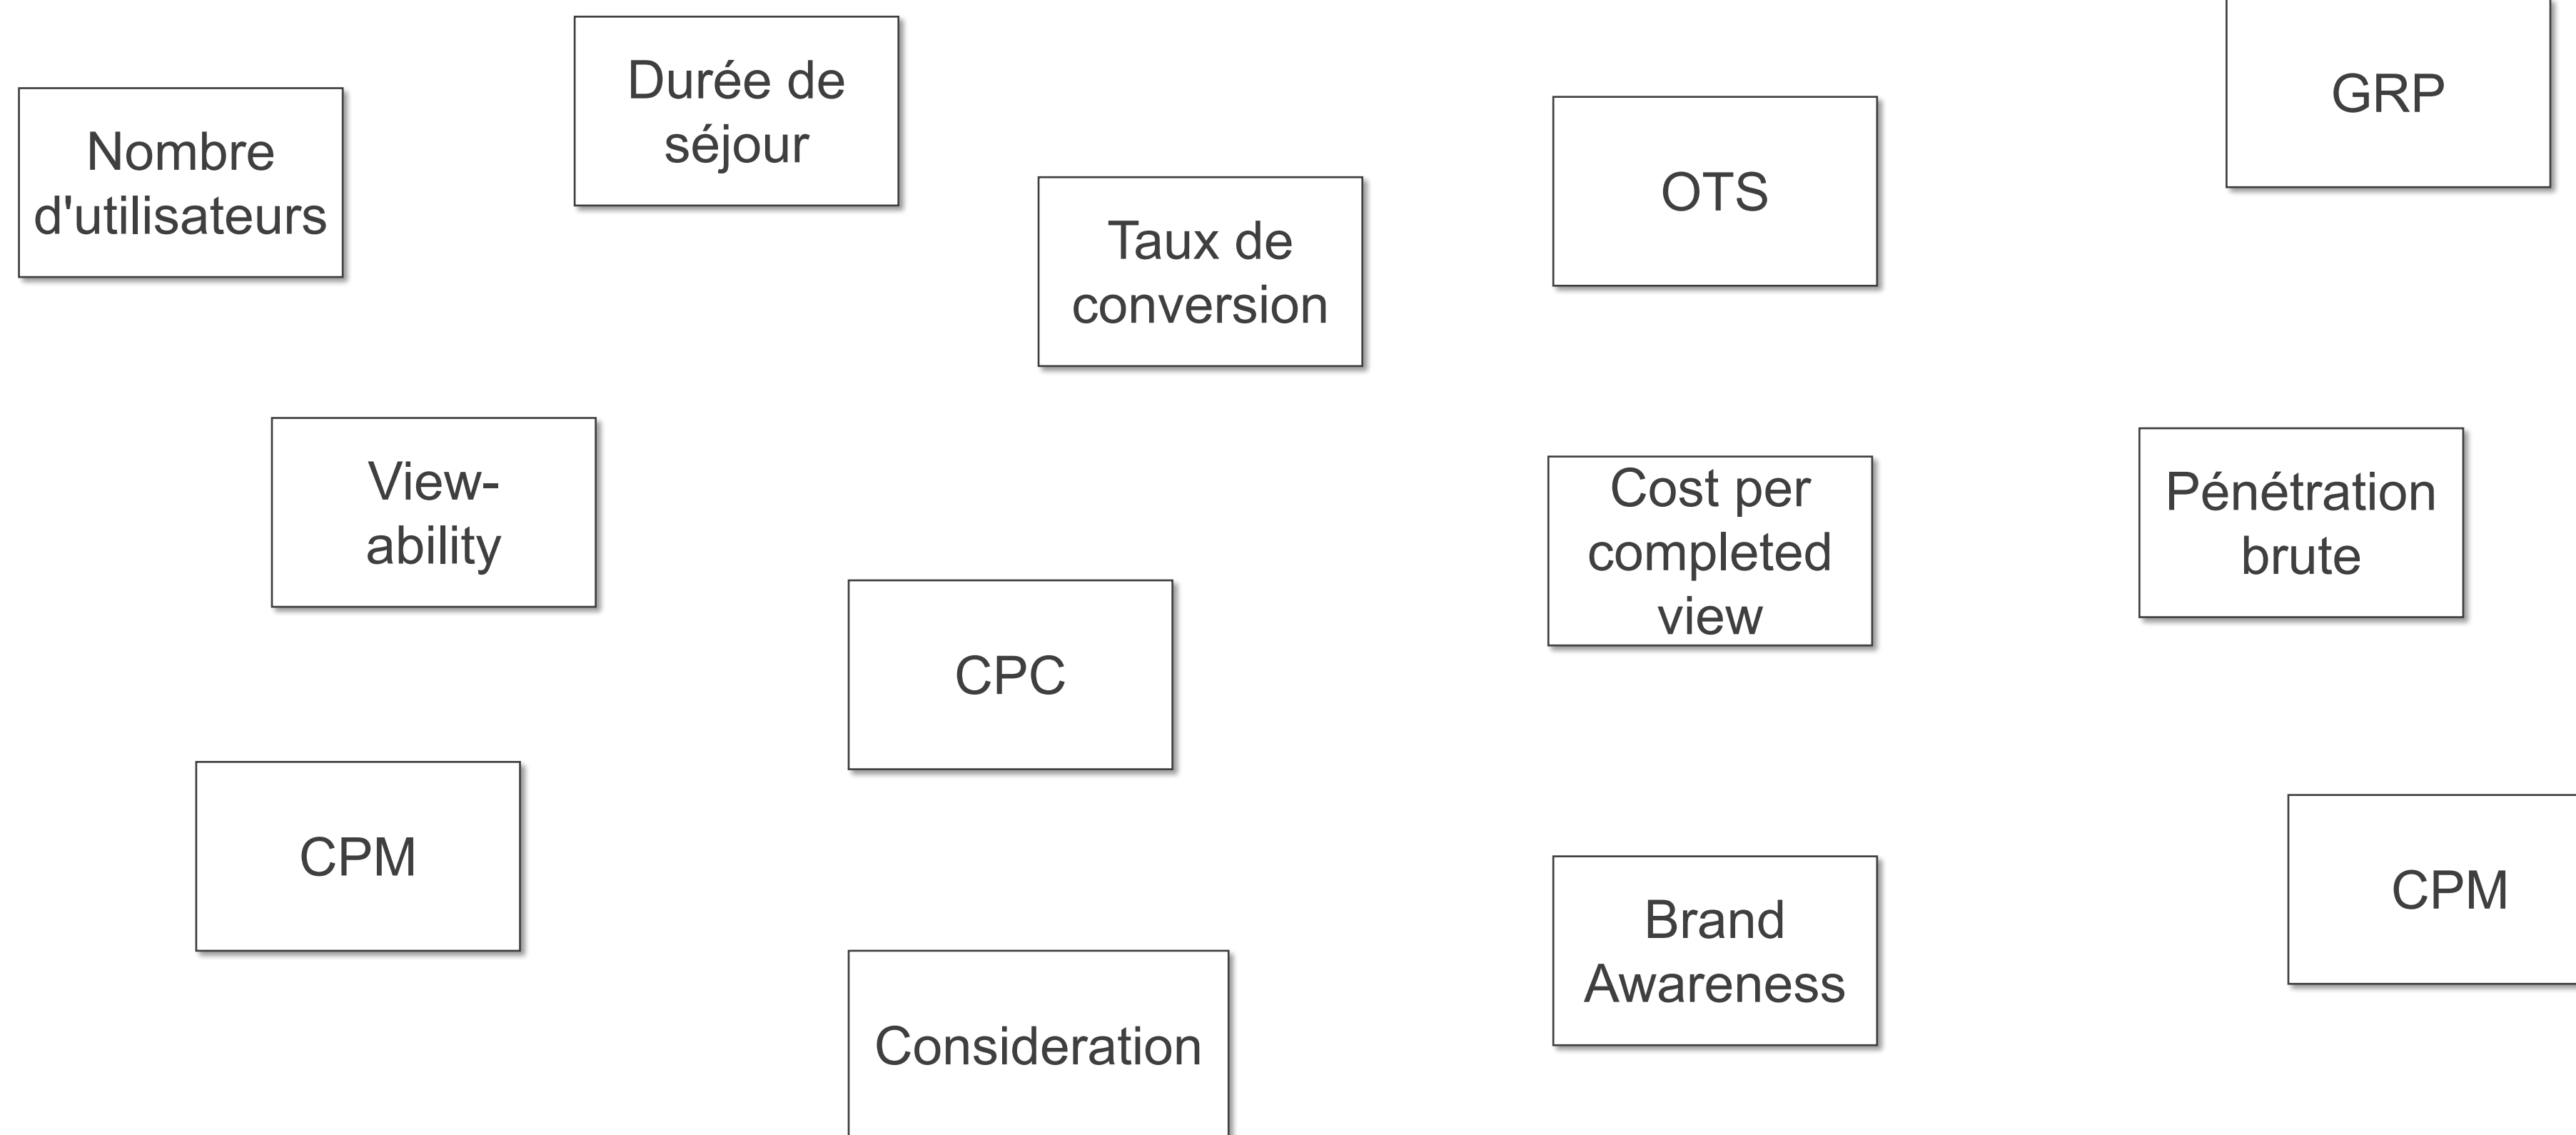 Nombre
d'utilisateurs
Durée de
séjour
Taux de
conversion
OTS
GRP
View-
ability
CPC
Cost per
completed
view
Pénétration
brute
CPM
Consideration
Brand
Awareness
CPM